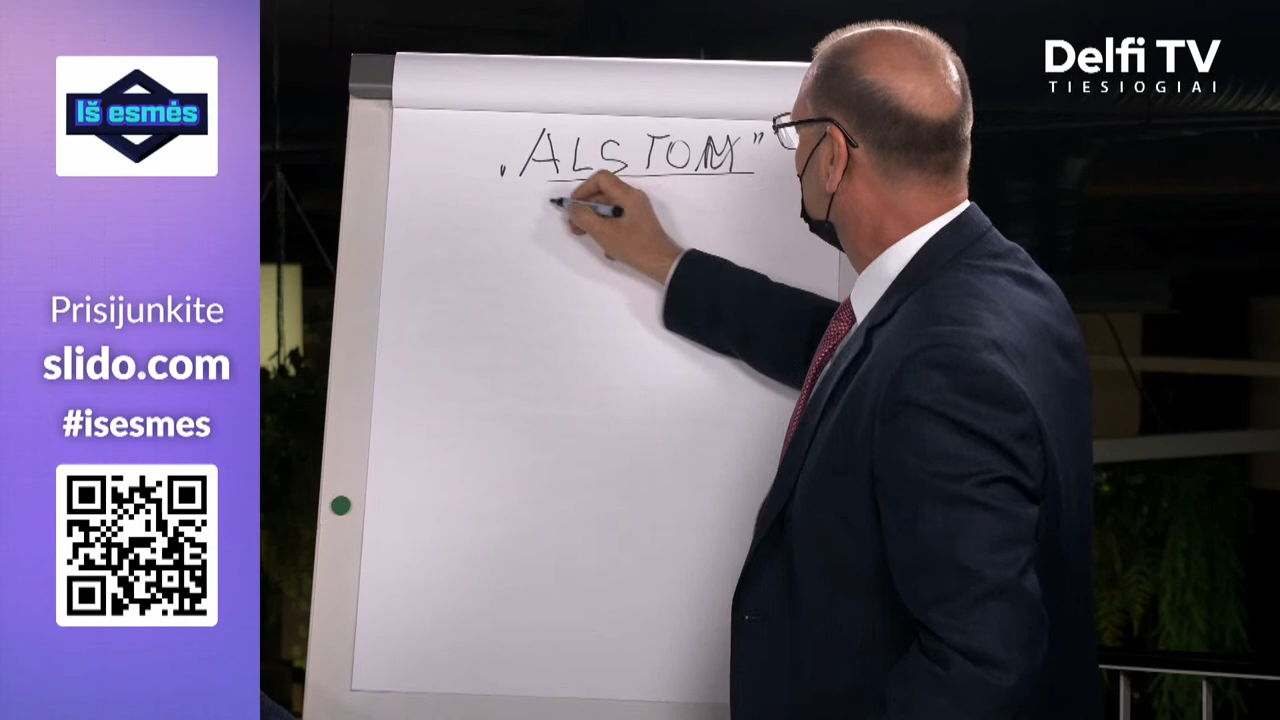 Iš esmės
Prisijunkite
slido.com
#isesmes
Delfi TV
TIESIOGIAI
„ALSTOM"